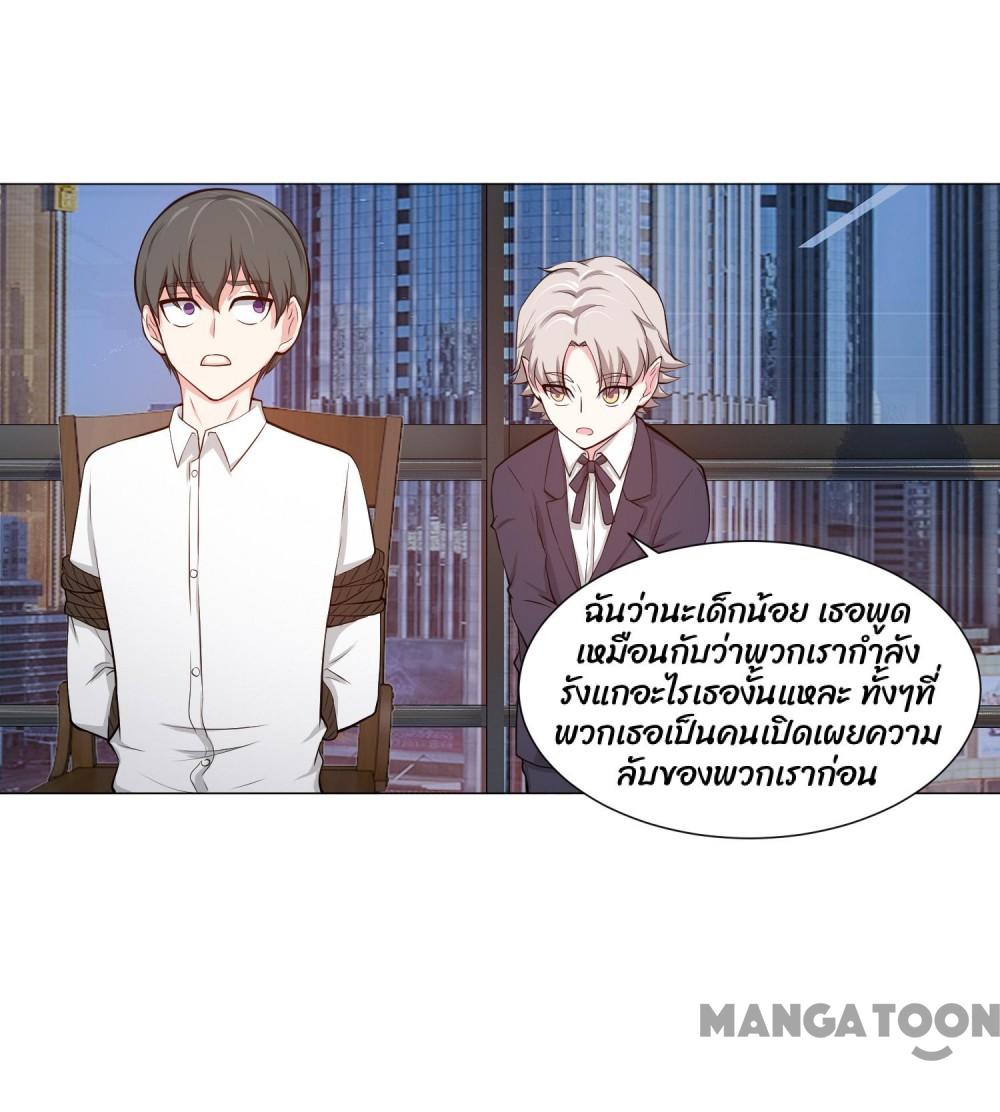 ฉันว่านะเด็กน้อย เธอพูด
เหมือนกับว่าพวกเรากำลัง
รังแกอะไรเธองั้นแหละ ทั้งๆที่
พวกเธอเป็นคนเปิดเผยความ
ลับของพวกเราก่อน
MANGATOON